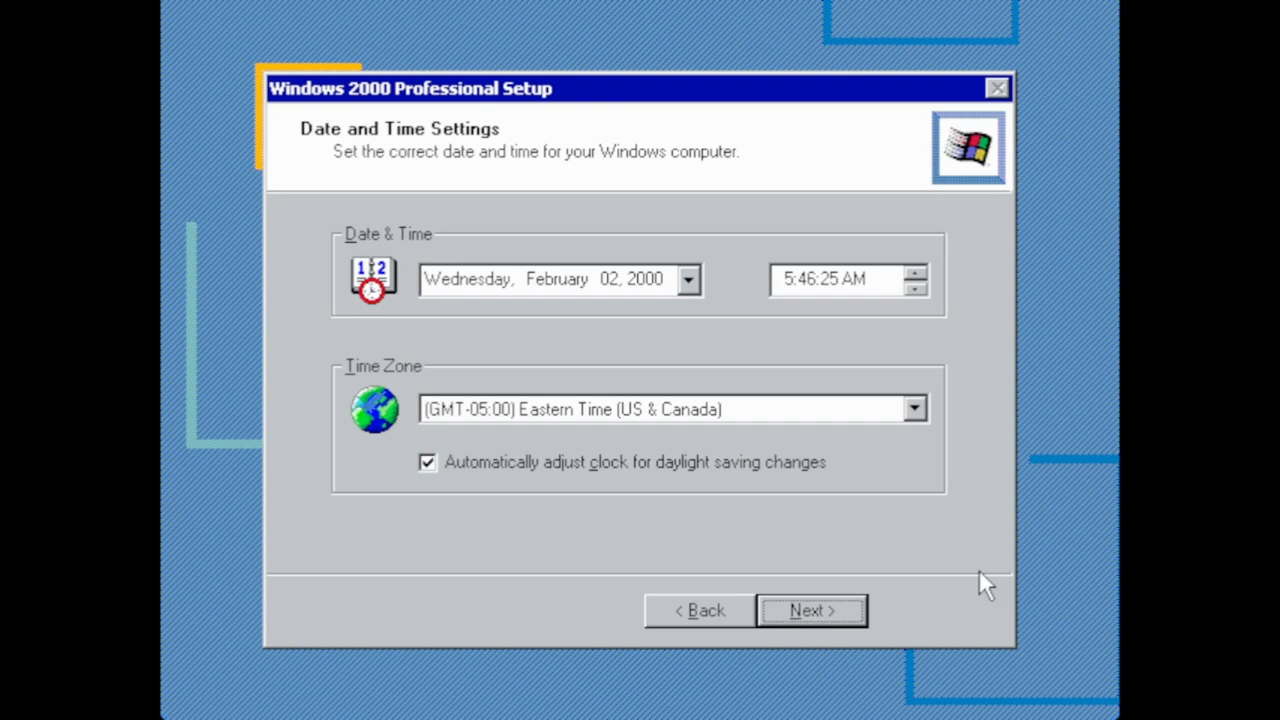 Windows 2000 Professional Setup
Date and Time Settings
Set the correct date and time for your Windows computer.
Date & Time
12
Wednesday, February 02, 2000
5:46:25 AM
Time Zone
(GMT-05:00) Eastern Time (US & Canada)
Automatically adjust clock for daylight saving changes
< Back
Next >